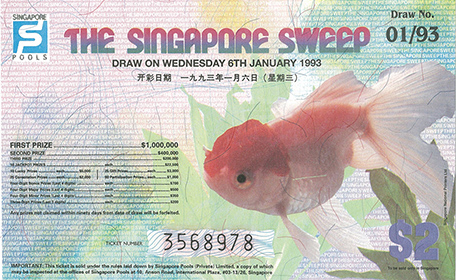 SINGAPORE
POOLS
THE SINGAPORE SWEEP
Draw No.
01/93
DRAW ON WEDNESDAY 6TH JANUARY 1993
开彩日期 一九九三年一月六日 (星期三)
FIRST PRIZE $1,000,000
SECOND PRIZE $400,000
THIRD PRIZE $200,000
Any prizes not claimed within ninety days from date of draw will be forfeited.
TICKET NUMBER 3568978
$2
IMPORTANT: This ticket is sold under the rules laid down by Singapore Pools (Private) Limited, a copy of which
may be inspected at the offices of Singapore Pools at 10, Anson Road, International Plaza, #03-13/26, Singapore